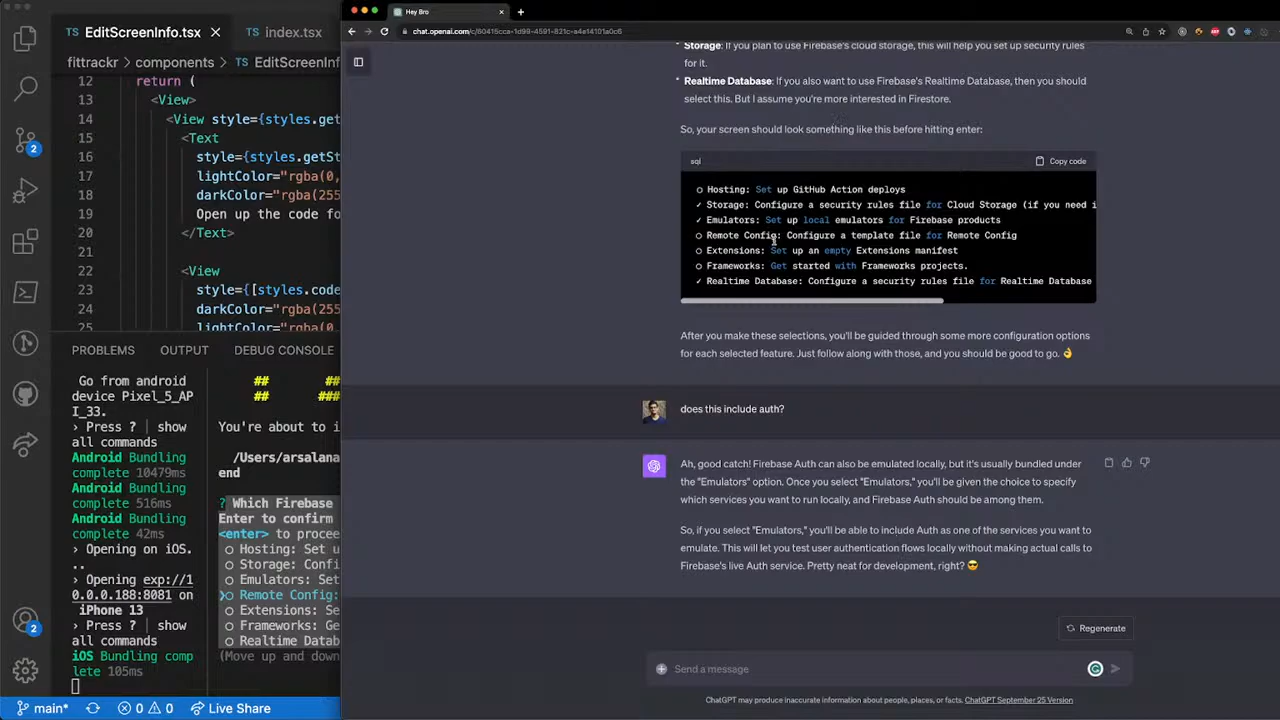 EditScreenInfo.tsx
index.tsx
fittrackr > components > EditScreenInf
12
return (
13 <View>
14 <View style={styles.get
15 <Text
16 style={styles.getSt
17 lightColor="rgba(0,
18 darkColor="rgba(255
19 Open up the code fo
20 </Text>
21
22 <View
23 style={[styles.code
24 darkColor="rgba(255
25 lightColor="rgba(0
PROBLEMS OUTPUT DEBUG CONSOLE
Go from android
device Pixel_5_AP
I_33.
› Press ? | show
all commands
Android Bundling
complete 10479ms
Android Bundling
complete 516ms
Android Bundling
complete 42ms
› Opening on iOS.
..
› Opening exp://1
0.0.0.188:8081 on
iPhone 13
› Press ? | show
all commands
iOS Bundling comp
lete 105ms
## ##
## ###
You're about to i
/Users/arsalana
end
? Which Firebase
Enter to confirm
<enter> to procee
○ Hosting: Set u
○ Storage: Confi
○ Emulators: Set
❯○ Remote Config:
○ Extensions: Se
○ Frameworks: Ge
○ Realtime Datab
(Move up and down
2
2
main* 0 0 Live Share
Hey Bro
chat.openai.com/c/60415cca-1d99-4591-821c-a4e14101a0c6
Storage: If you plan to use Firebase's cloud storage, this will help you set up security rules
for it.
Realtime Database: If you also want to use Firebase's Realtime Database, then you should
select this. But I assume you're more interested in Firestore.
So, your screen should look something like this before hitting enter:
sql Copy code
○ Hosting: Set up GitHub Action deploys
✓ Storage: Configure a security rules file for Cloud Storage (if you need i
✓ Emulators: Set up local emulators for Firebase products
○ Remote Config: Configure a template file for Remote Config
○ Extensions: Set up an empty Extensions manifest
○ Frameworks: Get started with Frameworks projects.
✓ Realtime Database: Configure a security rules file for Realtime Database
After you make these selections, you'll be guided through some more configuration options
for each selected feature. Just follow along with those, and you should be good to go. 👌
does this include auth?
Ah, good catch! Firebase Auth can also be emulated locally, but it's usually bundled under
the "Emulators" option. Once you select "Emulators," you'll be given the choice to specify
which services you want to run locally, and Firebase Auth should be among them.
So, if you select "Emulators," you'll be able to include Auth as one of the services you want to
emulate. This will let you test user authentication flows locally without making actual calls to
Firebase's live Auth service. Pretty neat for development, right? 😎
Regenerate
Send a message
ChatGPT may produce inaccurate information about people, places, or facts. ChatGPT September 25 Version